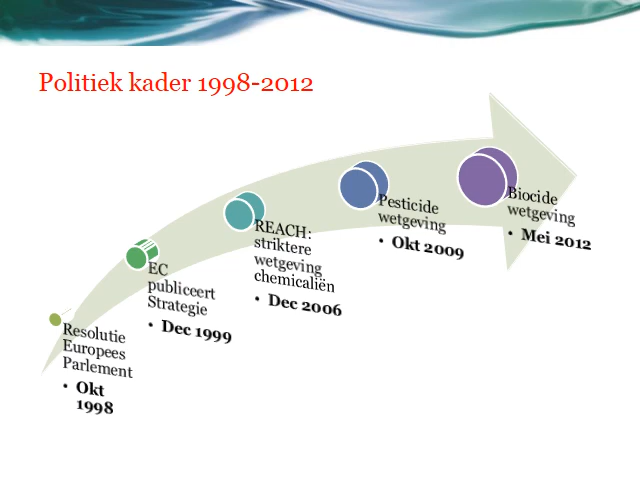 Politiek kader 1998-2012
Resolutie
Europees
Parlement
• Okt
1998
EC
publiceert
Strategie
• Dec 1999
REACH:
striktere
wetgeving
chemicaliën
• Dec 2006
Pesticide
wetgeving
• Okt 2009
Biocide
wetgeving
• Mei 2012